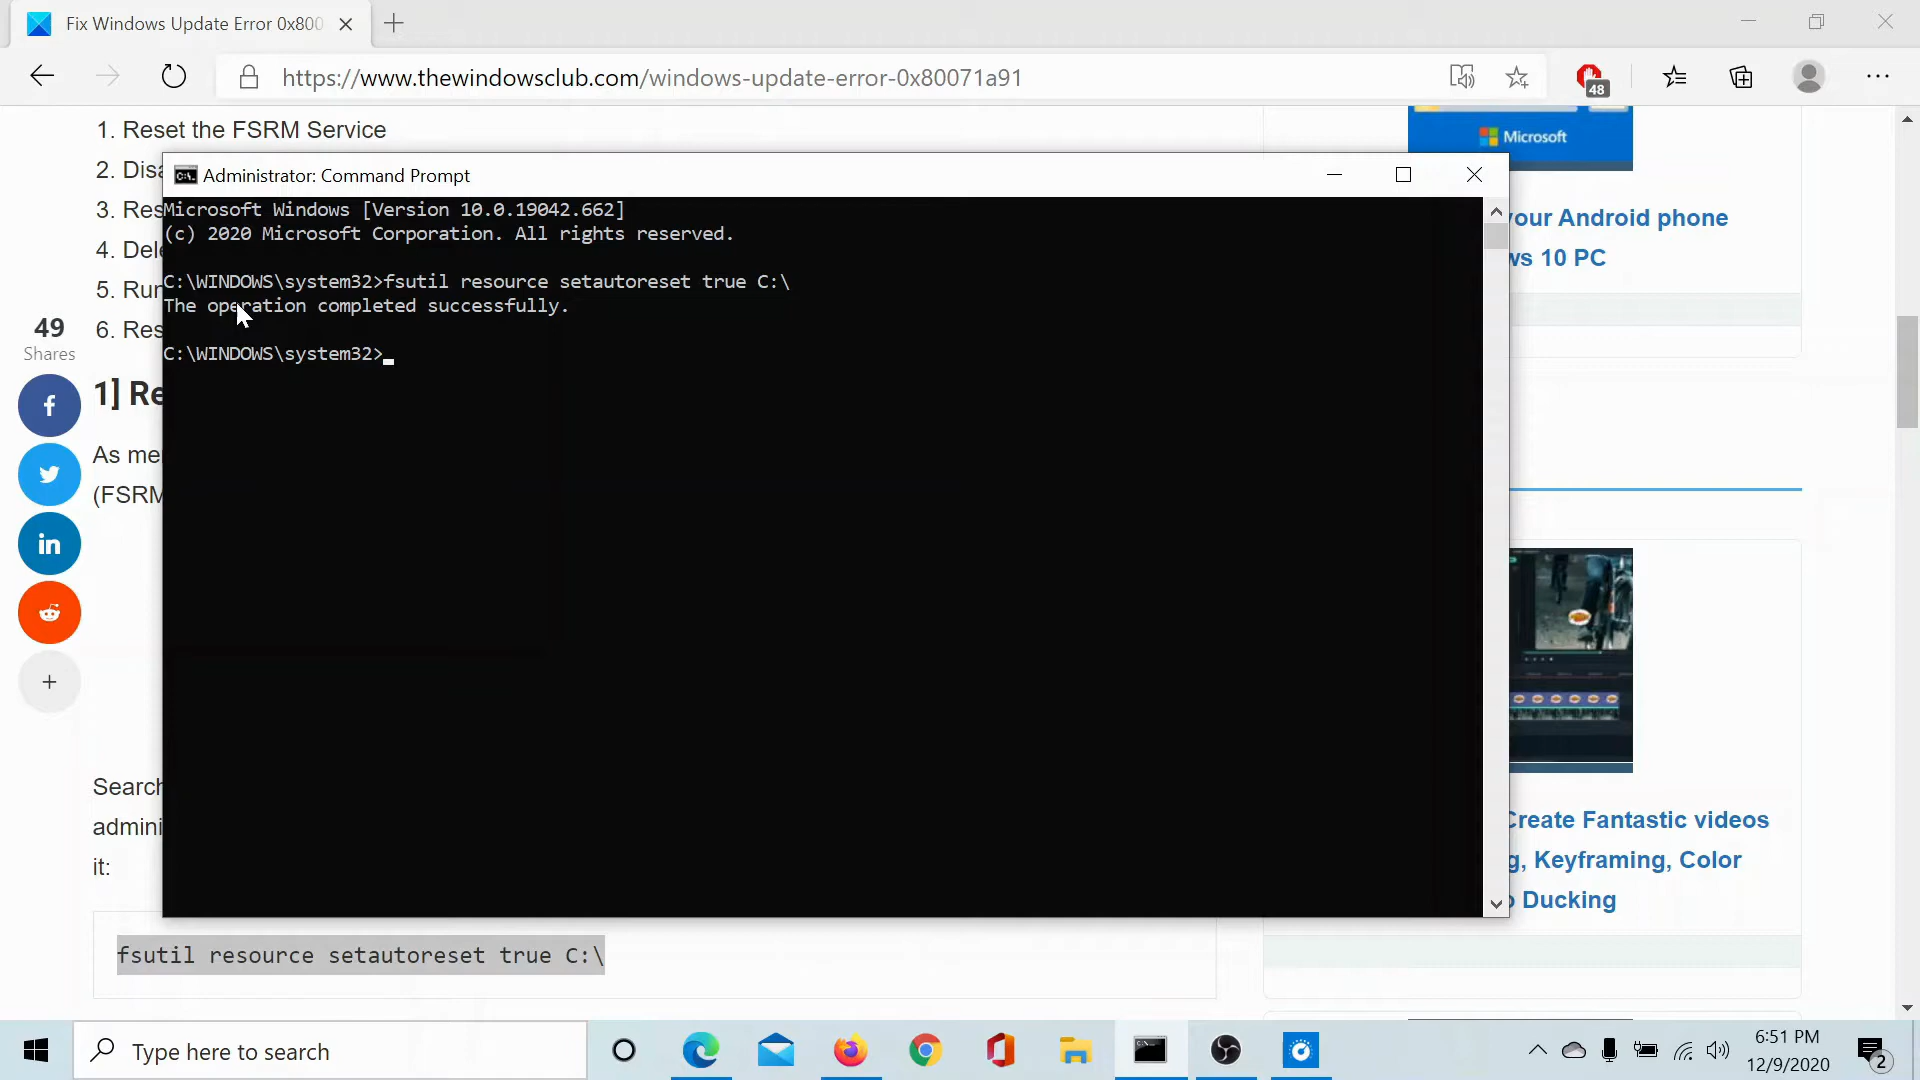 Fix Windows Update Error 0x800
https://www.thewindowsclub.com/windows-update-error-0x80071a91
48
1. Reset the FSRM Service
2. Disa
3. Res
4. Dele
5. Run
6. Res
49
Shares
1] Re
As me
(FSRM
Search
admini
it:
fsutil resource setautoreset true C:\
Administrator: Command Prompt
Microsoft Windows [Version 10.0.19042.662]
(c) 2020 Microsoft Corporation. All rights reserved.
C:\WINDOWS\system32>fsutil resource setautoreset true C:\
The operation completed successfully.
C:\WINDOWS\system32>
Microsoft
your Android phone
ws 10 PC
Create Fantastic videos
g, Keyframing, Color
o Ducking
Type here to search
6:51 PM
12/9/2020
2